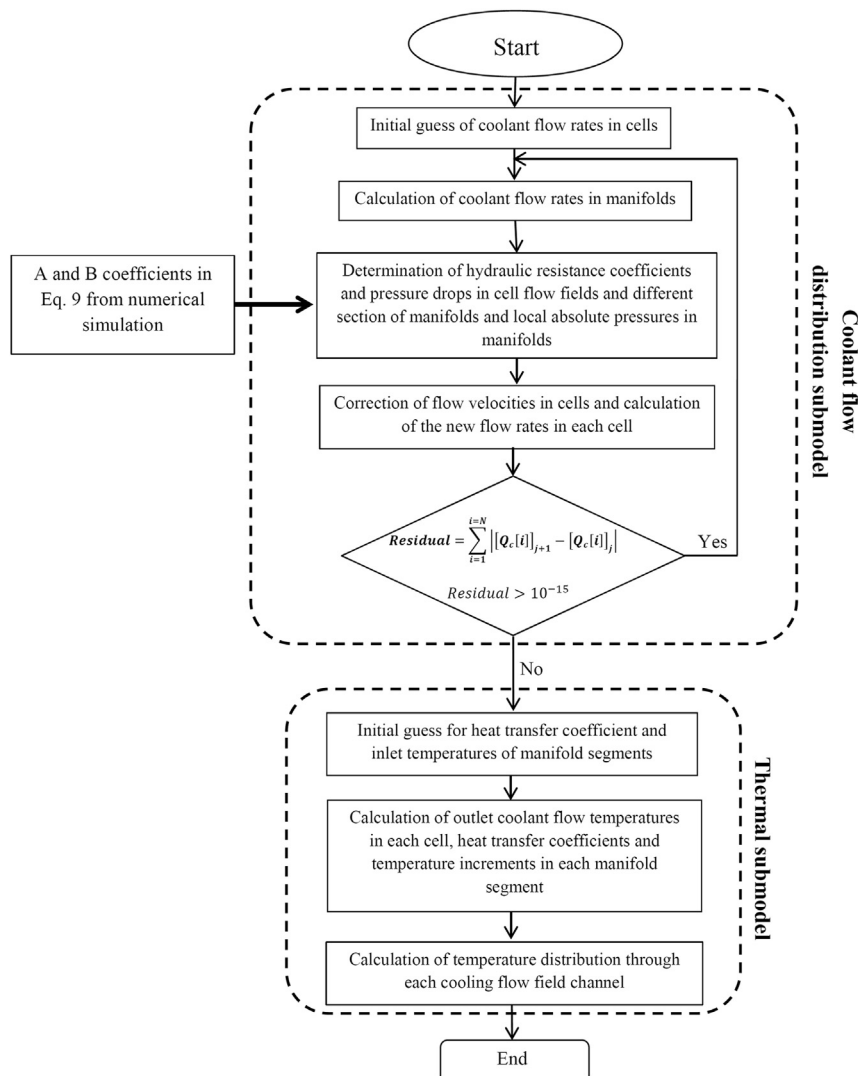 Start
Initial guess of coolant flow rates in cells
Calculation of coolant flow rates in manifolds
A and B coefficients in
Eq. 9 from numerical
simulation
Determination of hydraulic resistance coefficients
and pressure drops in cell flow fields and different
section of manifolds and local absolute pressures in
manifolds
Correction of flow velocities in cells and calculation
of the new flow rates in each cell
Residual = \sum_{i=1}^{i=N} |[Q_c[i]]_{j+1} − [Q_c[i]]_j|
Yes
Residual > 10^{−15}
No
Coolant flow
distribution submodel
Initial guess for heat transfer coefficient and
inlet temperatures of manifold segments
Calculation of outlet coolant flow temperatures
in each cell, heat transfer coefficients and
temperature increments in each manifold
segment
Calculation of temperature distribution through
each cooling flow field channel
Thermal submodel
End